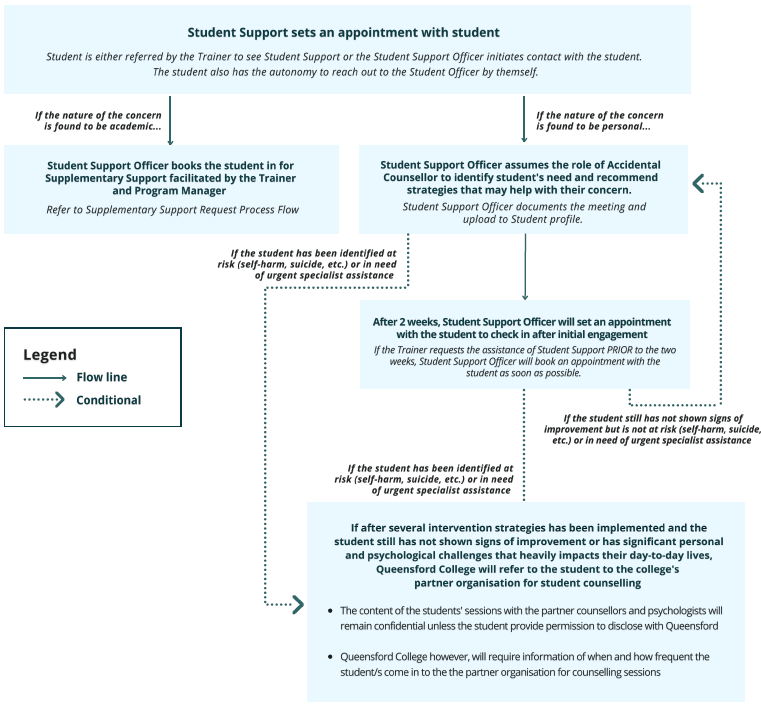 Student Support sets an appointment with student
Student is either referred by the Trainer to see Student Support or the Student Support Officer initiates contact with the student.
The student also has the autonomy to reach out to the Student Officer by themself.
If the nature of the concern
is found to be academic...
If the nature of the concern
is found to be personal...
Student Support Officer books the student in for
Supplementary Support facilitated by the Trainer
and Program Manager
Refer to Supplementary Support Request Process Flow
Student Support Officer assumes the role of Accidental
Counsellor to identify student's need and recommend
strategies that may help with their concern.
Student Support Officer documents the meeting and
upload to Student profile.
If the student has been identified at
risk (self-harm, suicide, etc.) or in need
of urgent specialist assistance
After 2 weeks, Student Support Officer will set an appointment
with the student to check in after initial engagement
If the Trainer requests the assistance of Student Support PRIOR to the two
weeks, Student Support Officer will book an appointment with the
student as soon as possible.
Legend
Flow line
Conditional
If the student still has not shown signs of
improvement but is not at risk (self-harm, suicide,
etc.) or in need of urgent specialist assistance
If the student has been identified at
risk (self-harm, suicide, etc.) or in need
of urgent specialist assistance
If after several intervention strategies has been implemented and the
student still has not shown signs of improvement or has significant personal
and psychological challenges that heavily impacts their day-to-day lives,
Queensford College will refer to the student to the college's
partner organisation for student counselling
• The content of the students' sessions with the partner counsellors and psychologists will
remain confidential unless the student provide permission to disclose with Queensford
• Queensford College however, will require information of when and how frequent the
student/s come in to the the partner organisation for counselling sessions